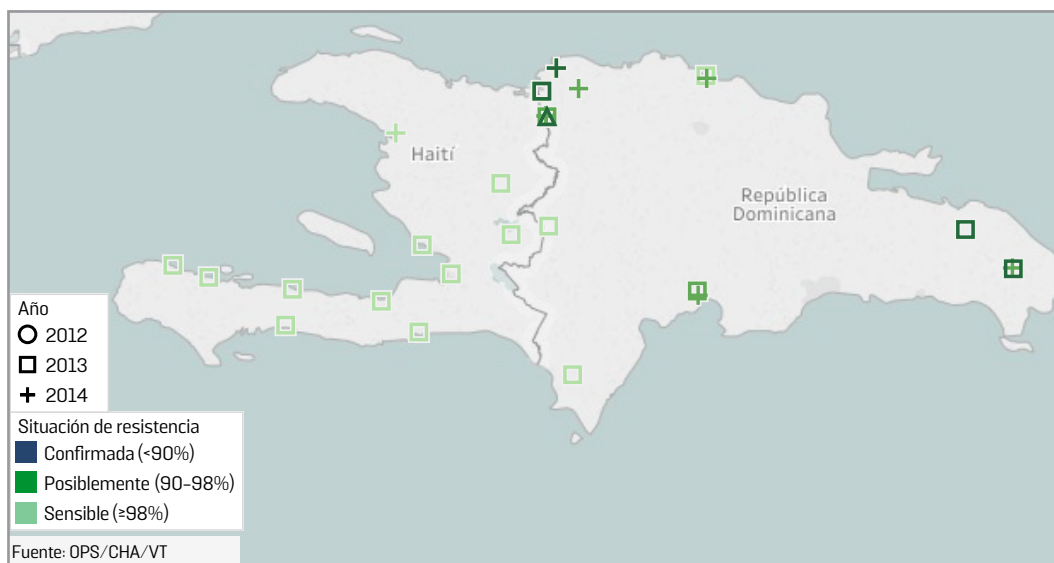 Haití
República
Dominicana
Año
2012
2013
2014
Situación de resistencia
Confirmada (<90%)
Posiblemente (90-98%)
Sensible (≥98%)
Fuente: OPS/CHA/VT